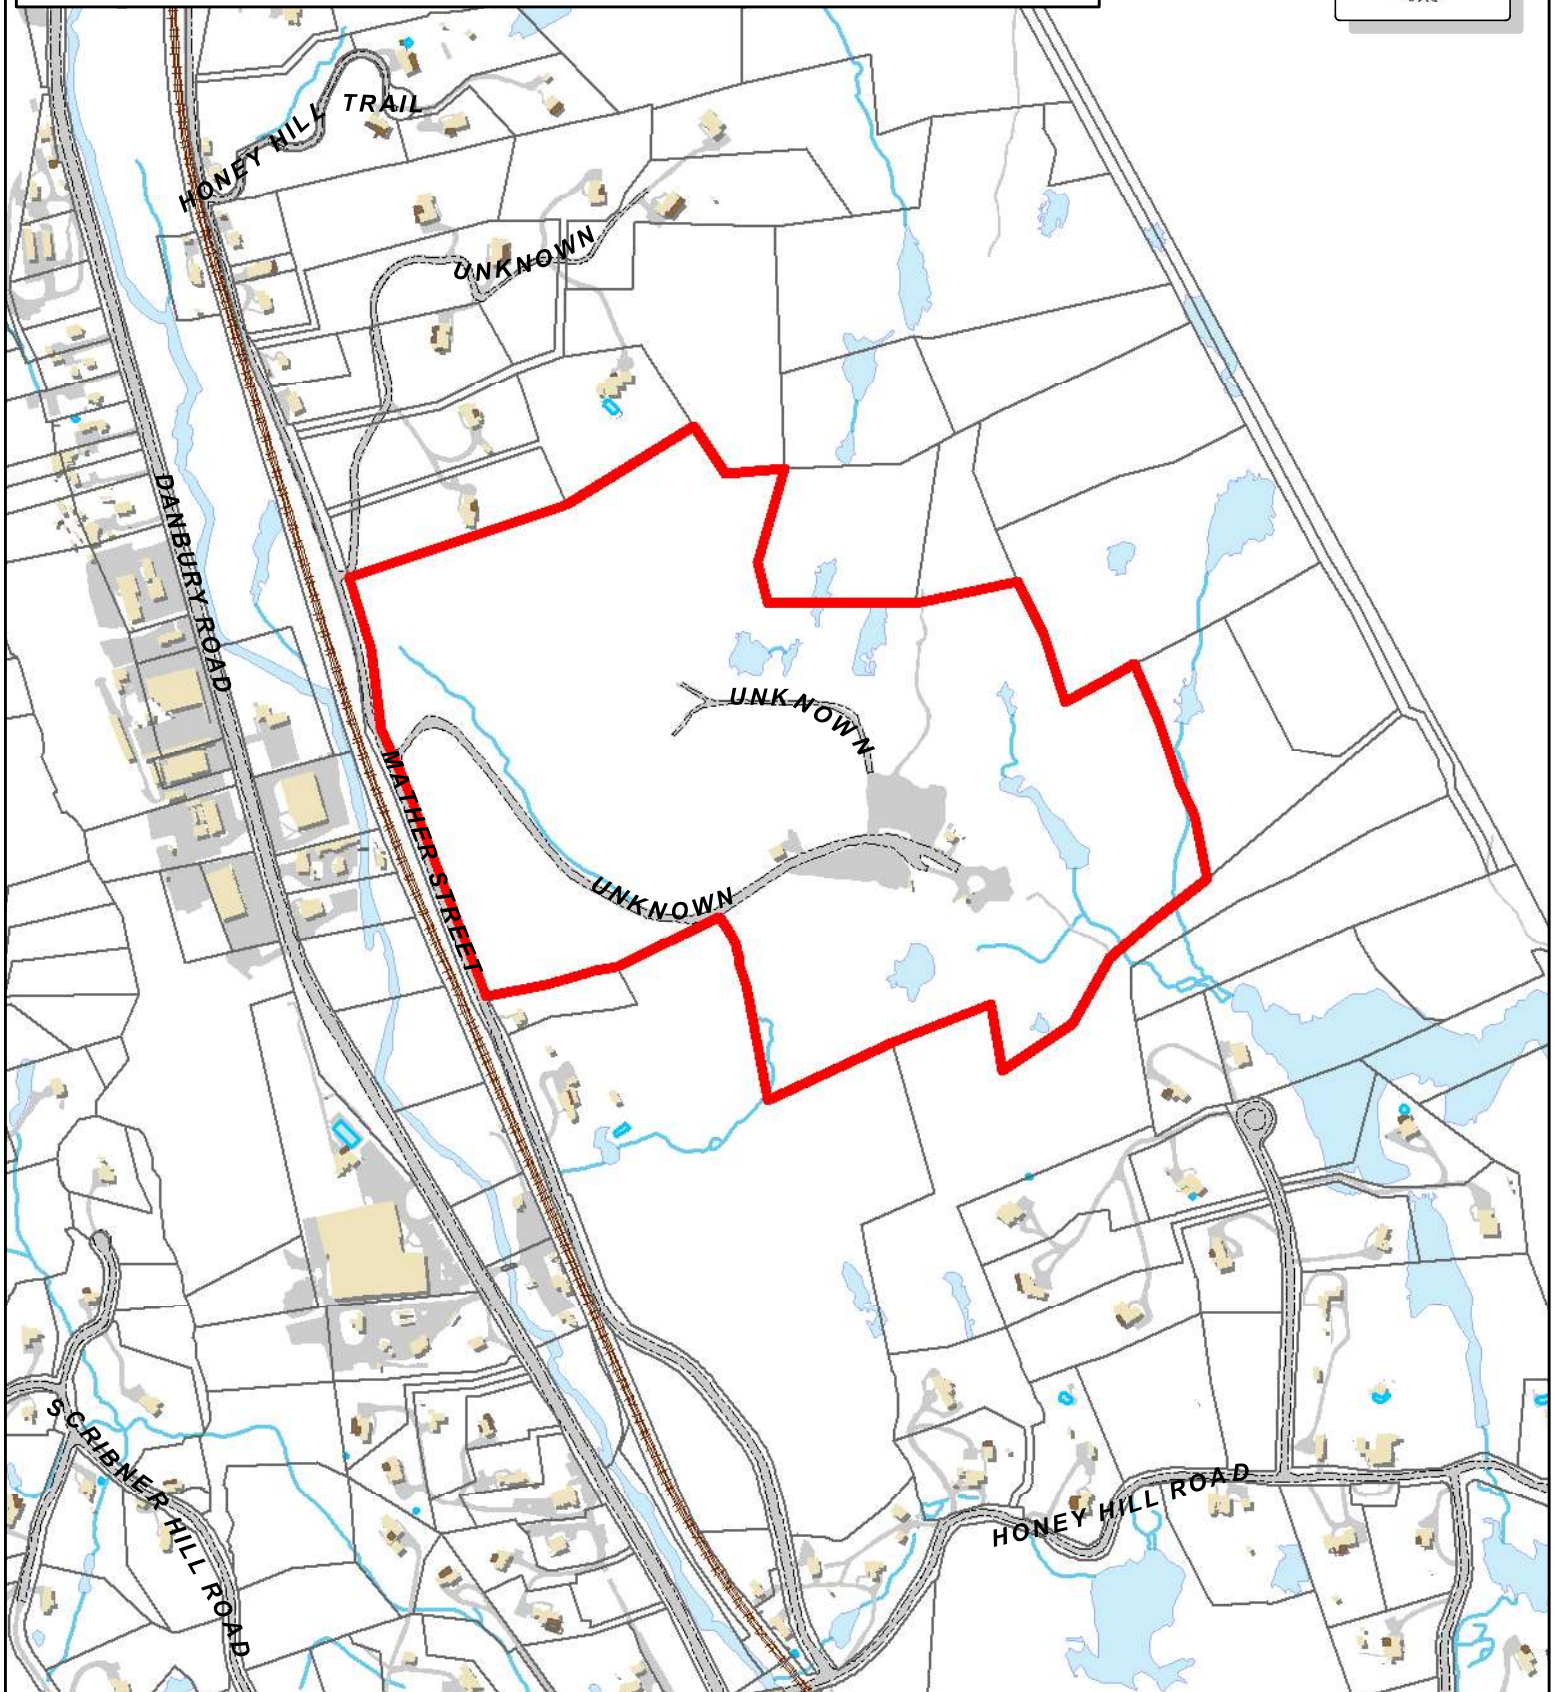 HONEY HILL TRAIL
UNKNOWN
DANBURY ROAD
UNKNOWN
MATHER STREET
UNKNOWN
SCRIBNER HILL ROAD
HONEY HILL ROAD